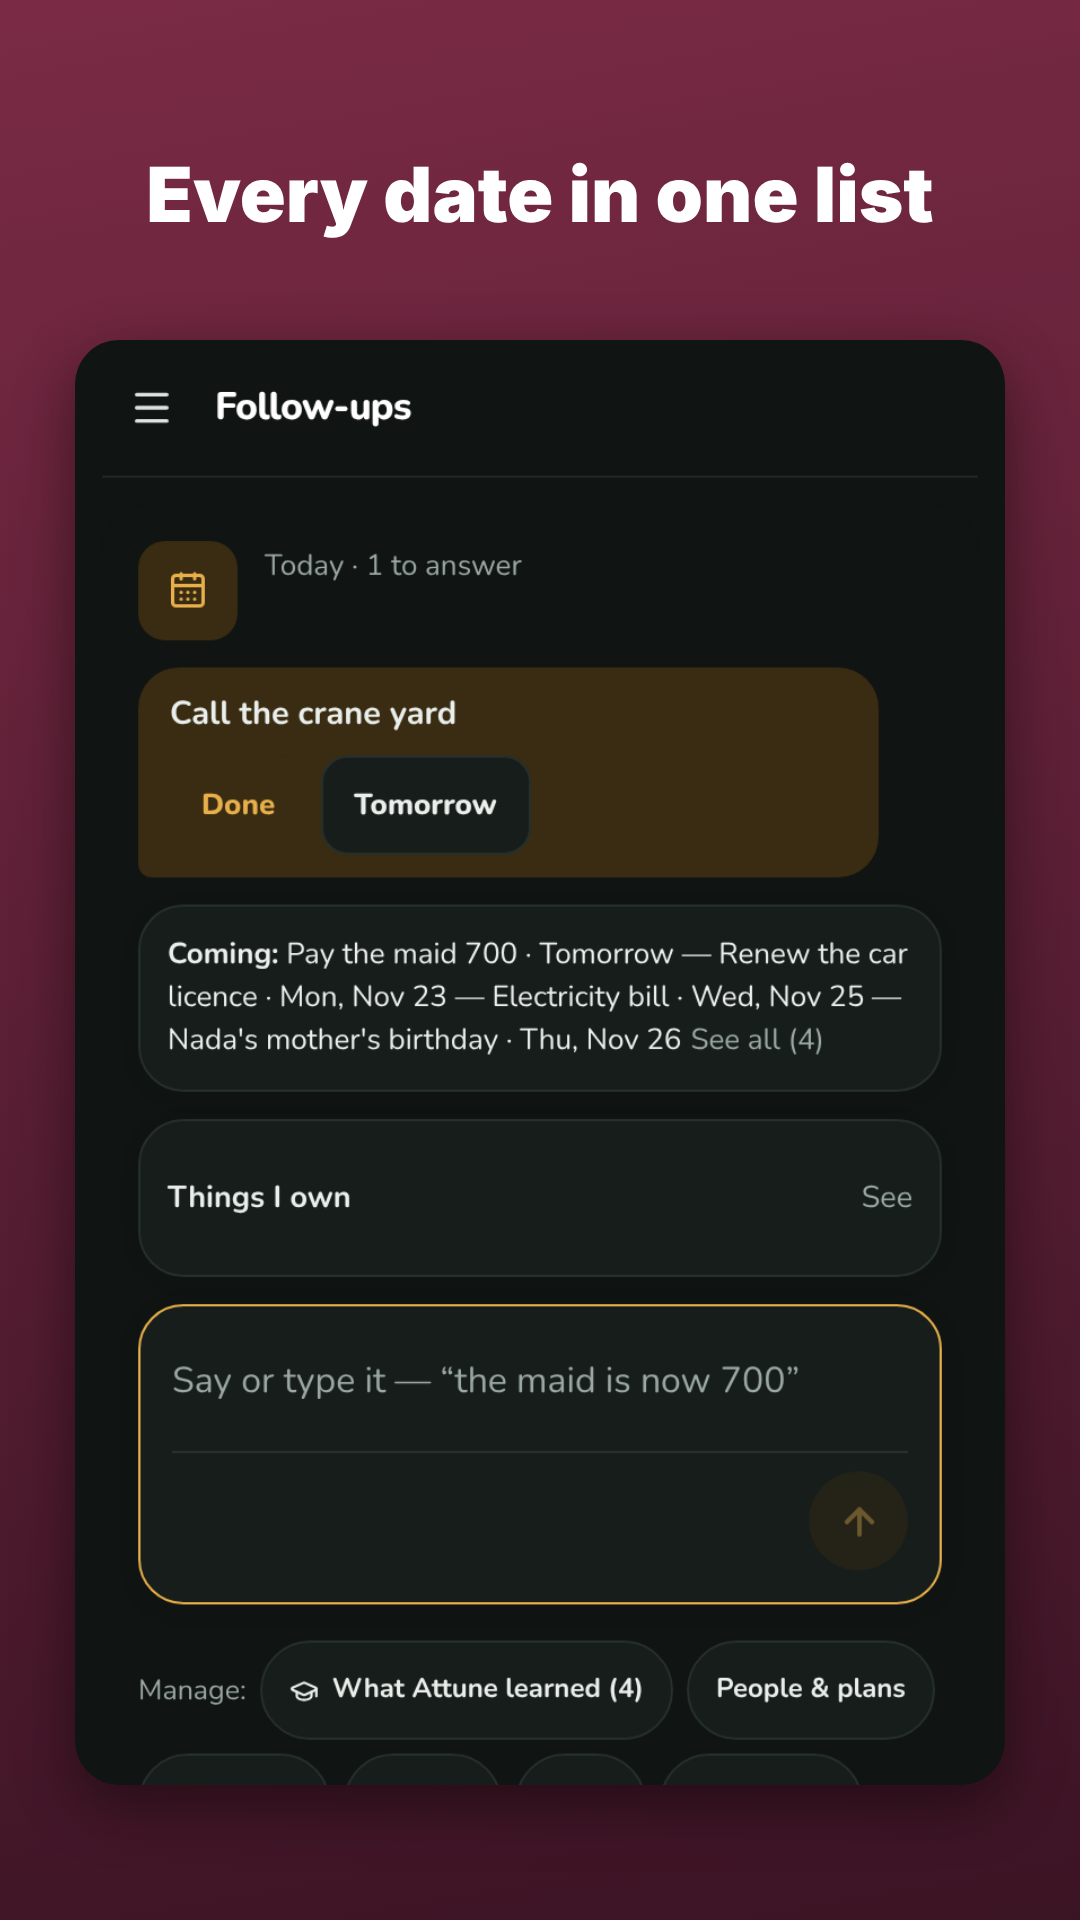 Every date in one list
Follow-ups
Today · 1 to answer
Call the crane yard
Done
Tomorrow
Coming: Pay the maid 700 · Tomorrow — Renew the car
licence · Mon, Nov 23 — Electricity bill · Wed, Nov 25 —
Nada's mother's birthday · Thu, Nov 26 See all (4)
Things I own
See
Say or type it — “the maid is now 700”
Manage:
What Attune learned (4)
People & plans